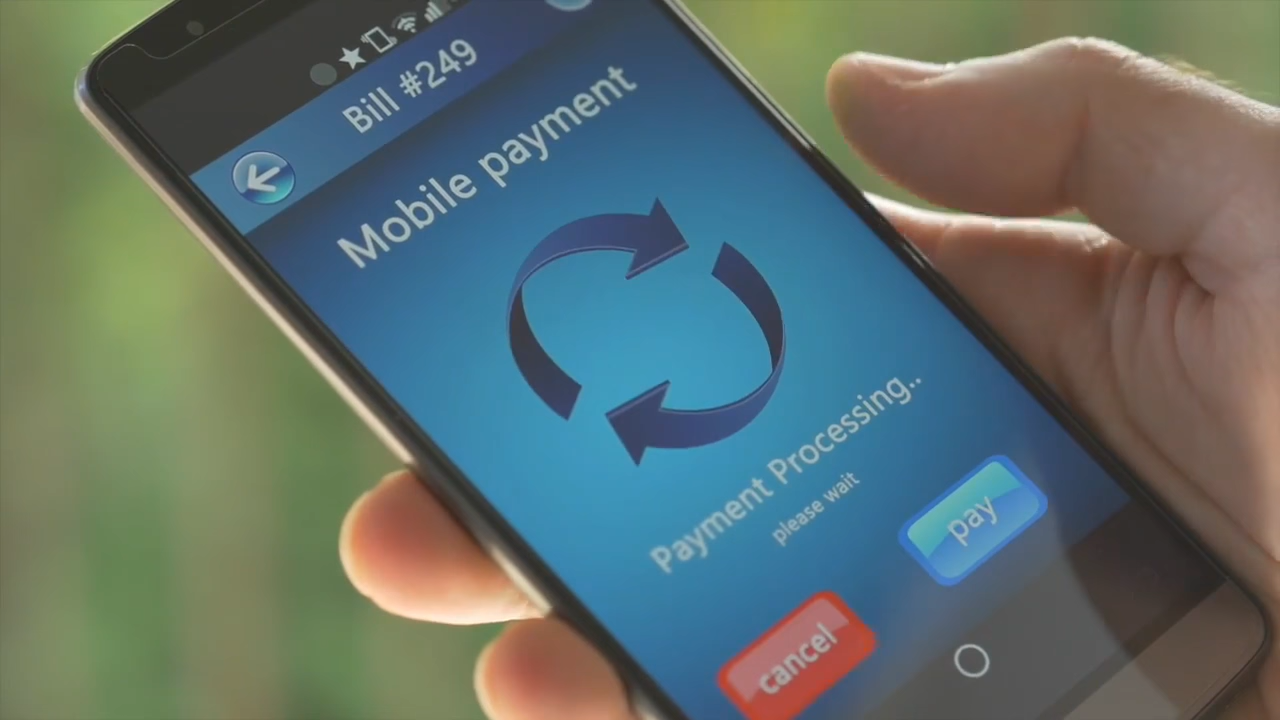 Bill #249
Mobile payment
Payment Processing..
please wait
pay
cancel